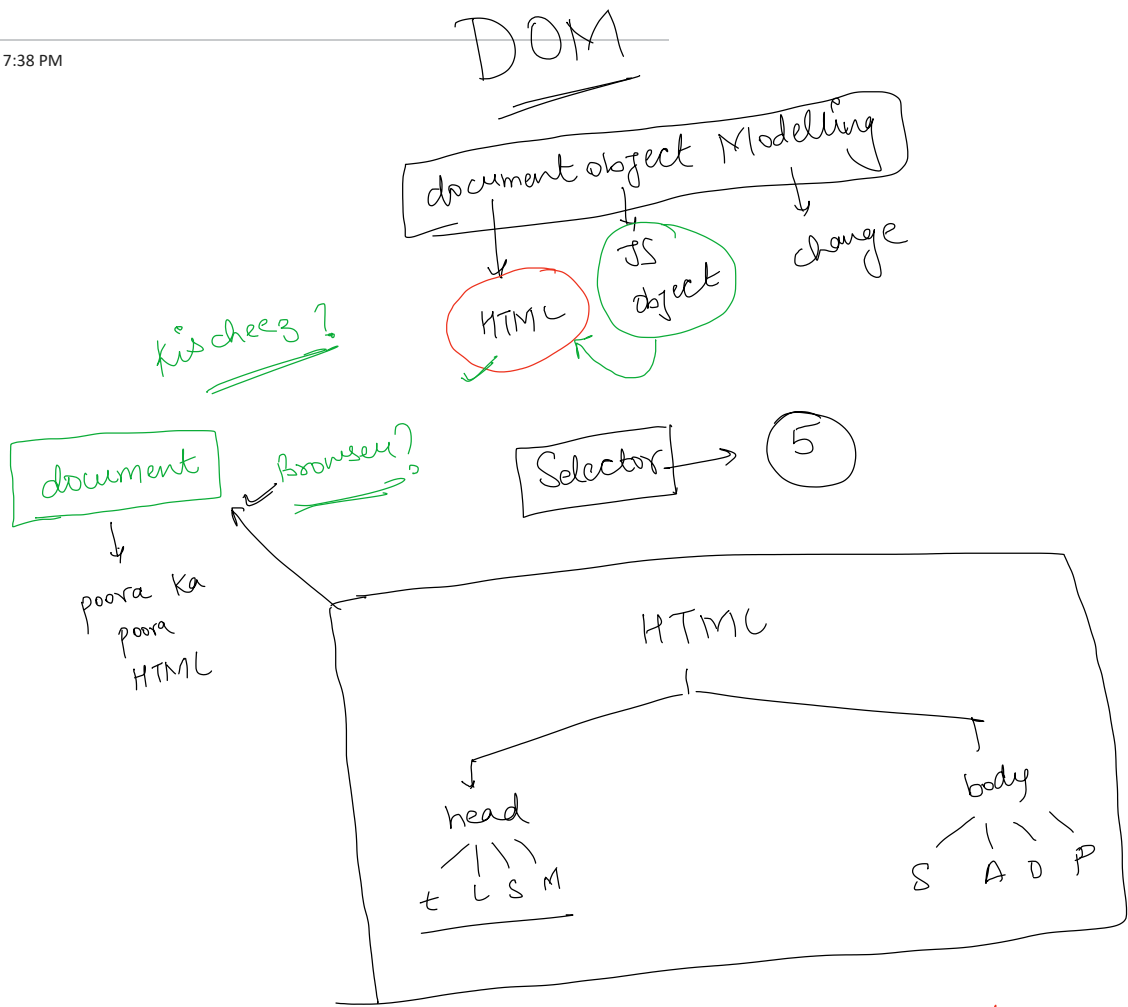 DOM
7:38 PM
document object Modelling
HTML
JS
object
change
Kis cheez ?
document
Browser?
Selector
5
poora Ka
poora
HTML
HTML
head
body
t L S M
S A D P